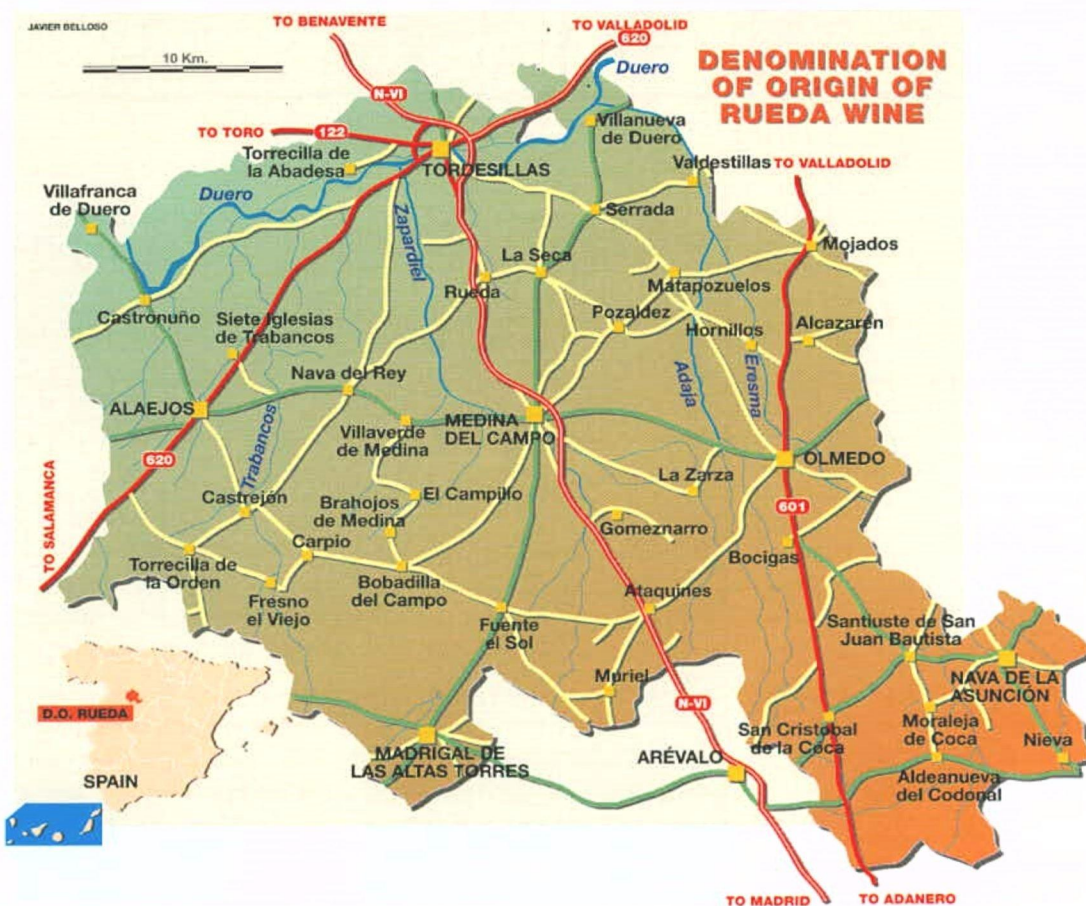 JAVIER BELLOSO
10 Km.
TO BENAVENTE
TO VALLADOLID
620
DENOMINATION
OF ORIGIN OF
RUEDA WINE
N-VI
Duero
TO TORO
122
Torrecilla de
la Abadesa
TORDESILLAS
Villanueva
de Duero
Valdestillas
TO VALLADOLID
Villafranca
de Duero
Duero
Zapardiel
Serrada
Mojados
La Seca
Rueda
Matapozuelos
Castronuño
Siete Iglesias
de Trabancos
Pozaldez
Hornillos
Alcazarén
Nava del Rey
Adaja
Eresma
ALAEJOS
Trabancos
Villaverde
de Medina
MEDINA
DEL CAMPO
OLMEDO
620
TO SALAMANCA
Castrejón
Brahojos
de Medina
El Campillo
La Zarza
601
Gomeznarro
Bocigas
Torrecilla de
la Orden
Carpio
Fresno
el Viejo
Bobadilla
del Campo
Fuente
el Sol
Ataquines
Santiuste de San
Juan Bautista
Muriel
NAVA DE LA
ASUNCIÓN
N-VI
D.O. RUEDA
SPAIN
MADRIGAL DE
LAS ALTAS TORRES
ARÉVALO
San Cristobal
de la Coca
Moraleja
de Coca
Nieva
Aldeanueva
del Codonal
TO MADRID
TO ADANERO